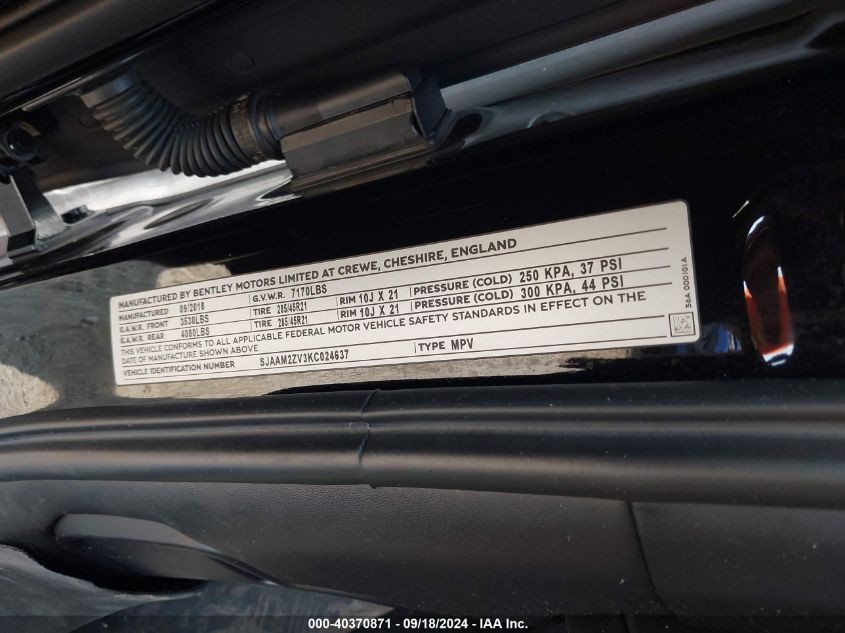 MANUFACTURED BY BENTLEY MOTORS LIMITED AT CREWE, CHESHIRE, ENGLAND
MANUFACTURED 09/2018 G.V.W.R. 7170LBS
G.A.W.R. FRONT 3530LBS TIRE 285/45R21 RIM 10J X 21 PRESSURE (COLD) 250 KPA, 37 PSI
G.A.W.R. REAR 4080LBS TIRE 285/45R21 RIM 10J X 21 PRESSURE (COLD) 300 KPA, 44 PSI
THIS VEHICLE CONFORMS TO ALL APPLICABLE FEDERAL MOTOR VEHICLE SAFETY STANDARDS IN EFFECT ON THE
DATE OF MANUFACTURE SHOWN ABOVE
VEHICLE IDENTIFICATION NUMBER SJAAM2ZV3KC024637 TYPE MPV
36A 000101A
000-40370871 - 09/18/2024 - IAA Inc.